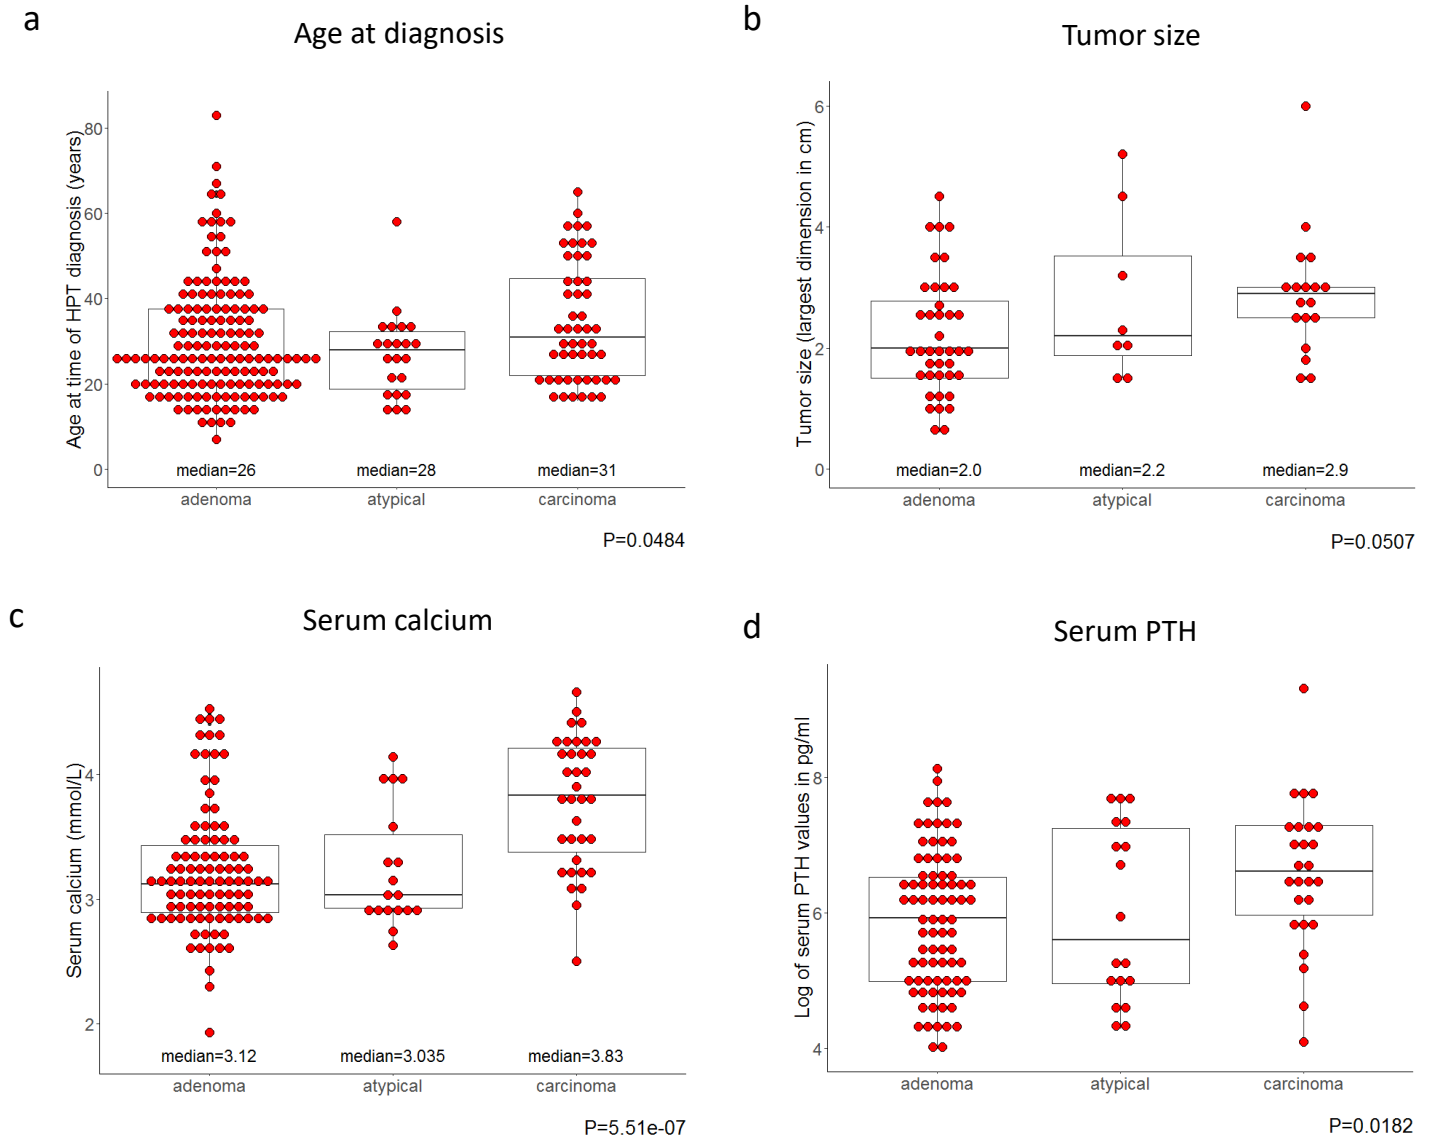 a
Age at diagnosis
Age at time of HPT diagnosis (years)
80
60
40
20
0
median=26
median=28
median=31
adenoma
atypical
carcinoma
P=0.0484
b
Tumor size
Tumor size (largest dimension in cm)
6
4
2
0
median=2.0
median=2.2
median=2.9
adenoma
atypical
carcinoma
P=0.0507
c
Serum calcium
Serum calcium (mmol/L)
4
3
2
median=3.12
median=3.035
median=3.83
adenoma
atypical
carcinoma
P=5.51e-07
d
Serum PTH
Log of serum PTH values in pg/ml
8
6
4
adenoma
atypical
carcinoma
P=0.0182